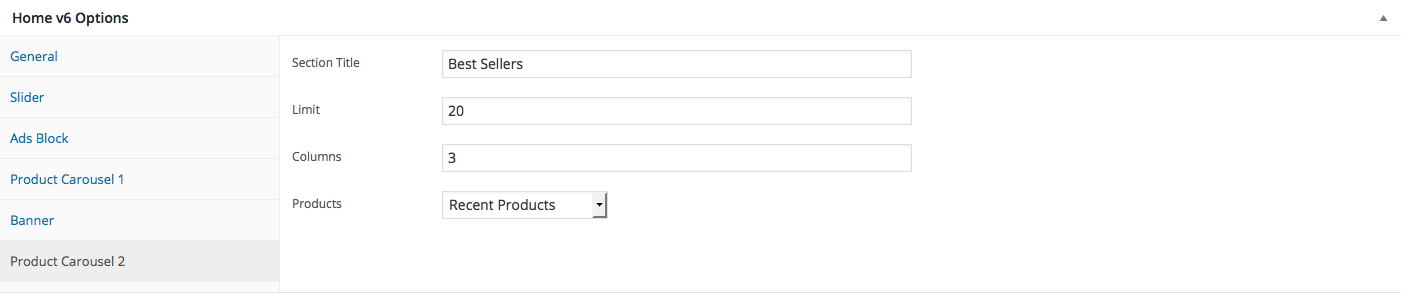 Home v6 Options
General
Slider
Ads Block
Product Carousel 1
Banner
Product Carousel 2
Section Title
Best Sellers
Limit
20
Columns
3
Products
Recent Products